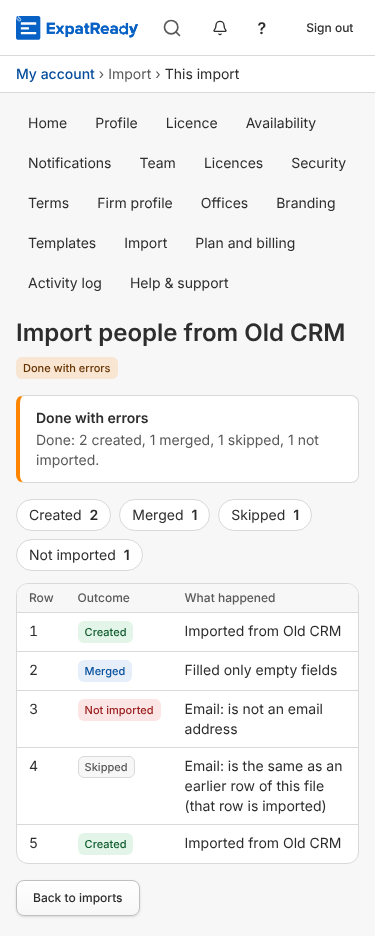 ExpatReady ? Sign out
My account › Import › This import
Home Profile Licence Availability
Notifications Team Licences Security
Terms Firm profile Offices Branding
Templates Import Plan and billing
Activity log Help & support
Import people from Old CRM
Done with errors
Done with errors
Done: 2 created, 1 merged, 1 skipped, 1 not
imported.
Created 2 Merged 1 Skipped 1
Not imported 1
Row Outcome What happened
1 Created Imported from Old CRM
2 Merged Filled only empty fields
3 Not imported Email: is not an email
address
4 Skipped Email: is the same as an
earlier row of this file
(that row is imported)
5 Created Imported from Old CRM
Back to imports